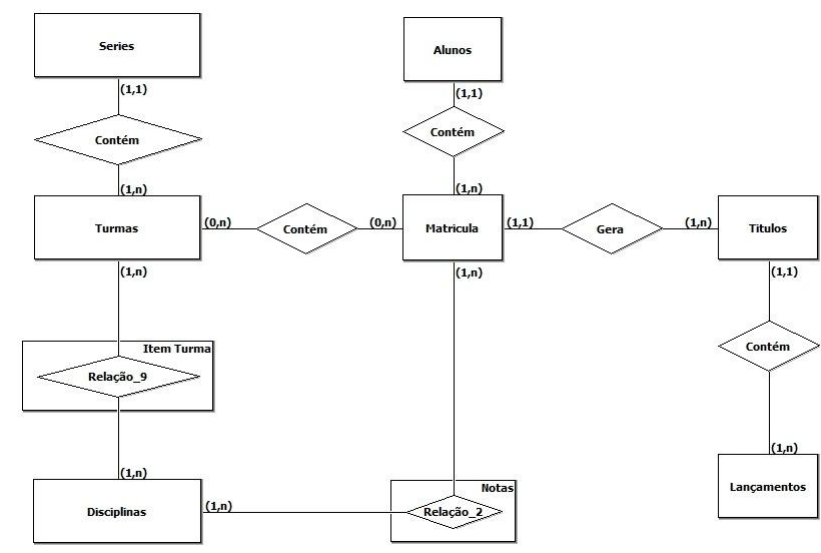 Series
Alunos
(1,1)
(1,1)
Contém
Contém
(1,n)
(1,n)
Turmas
(0,n)
Contém
(0,n)
Matricula
(1,1)
Gera
(1,n)
Titulos
(1,n)
(1,n)
(1,1)
Item Turma
Relação_9
Contém
(1,n)
(1,n)
Disciplinas
(1,n)
Notas
Relação_2
Lançamentos